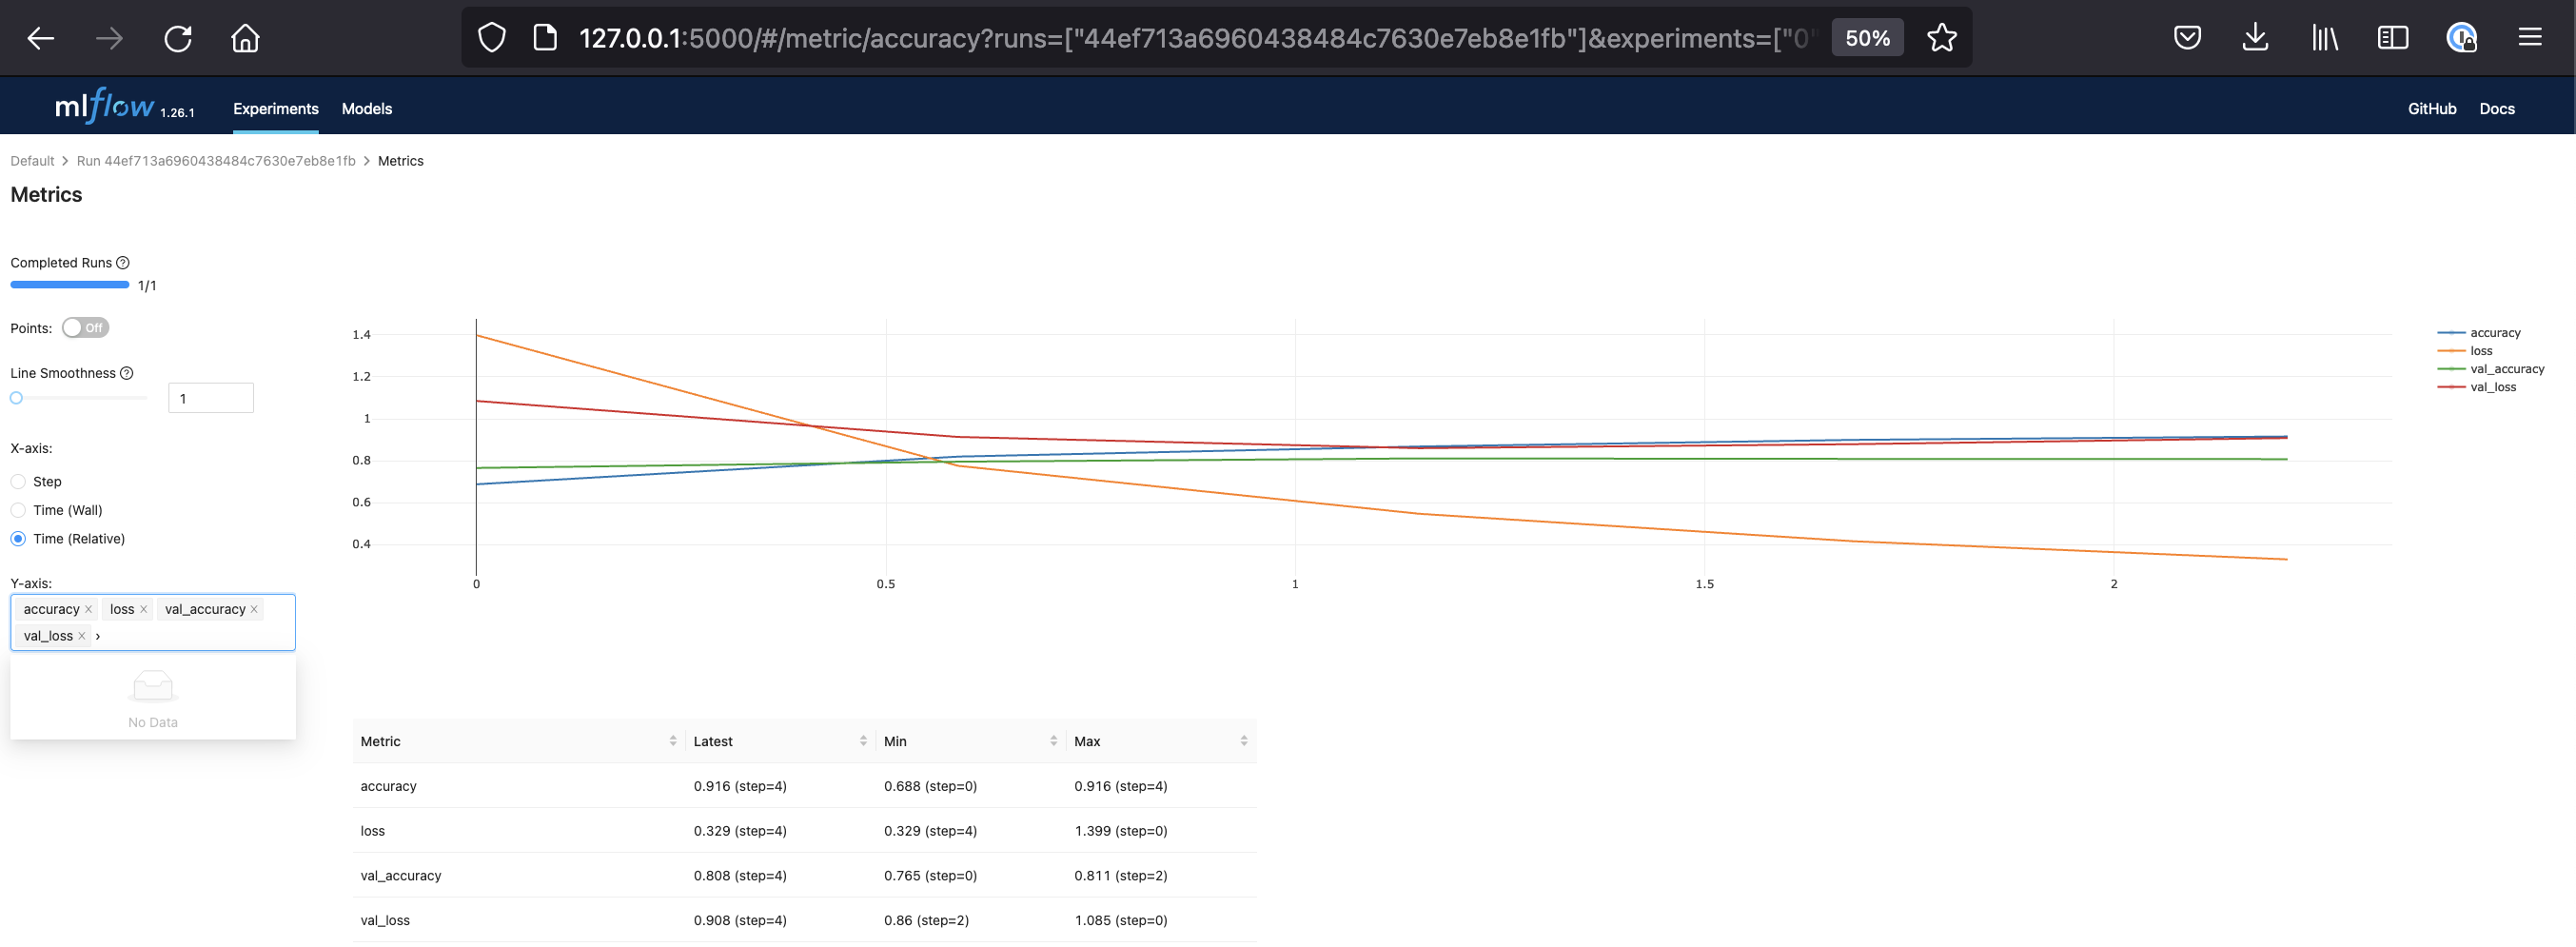 127.0.0.1:5000/#/metric/accuracy?runs=["44ef713a6960438484c7630e7eb8e1fb"]&experiments=["0" 50%
mlflow 1.26.1 Experiments Models GitHub Docs
Default > Run 44ef713a6960438484c7630e7eb8e1fb > Metrics
Metrics
Completed Runs ?
1/1
Points: Off
Line Smoothness ?
1
X-axis:
Step
Time (Wall)
Time (Relative)
Y-axis:
accuracy × loss × val_accuracy ×
val_loss × ›
No Data
1.4
1.2
1
0.8
0.6
0.4
0 0.5 1 1.5 2
accuracy
loss
val_accuracy
val_loss
Metric Latest Min Max
accuracy 0.916 (step=4) 0.688 (step=0) 0.916 (step=4)
loss 0.329 (step=4) 0.329 (step=4) 1.399 (step=0)
val_accuracy 0.808 (step=4) 0.765 (step=0) 0.811 (step=2)
val_loss 0.908 (step=4) 0.86 (step=2) 1.085 (step=0)